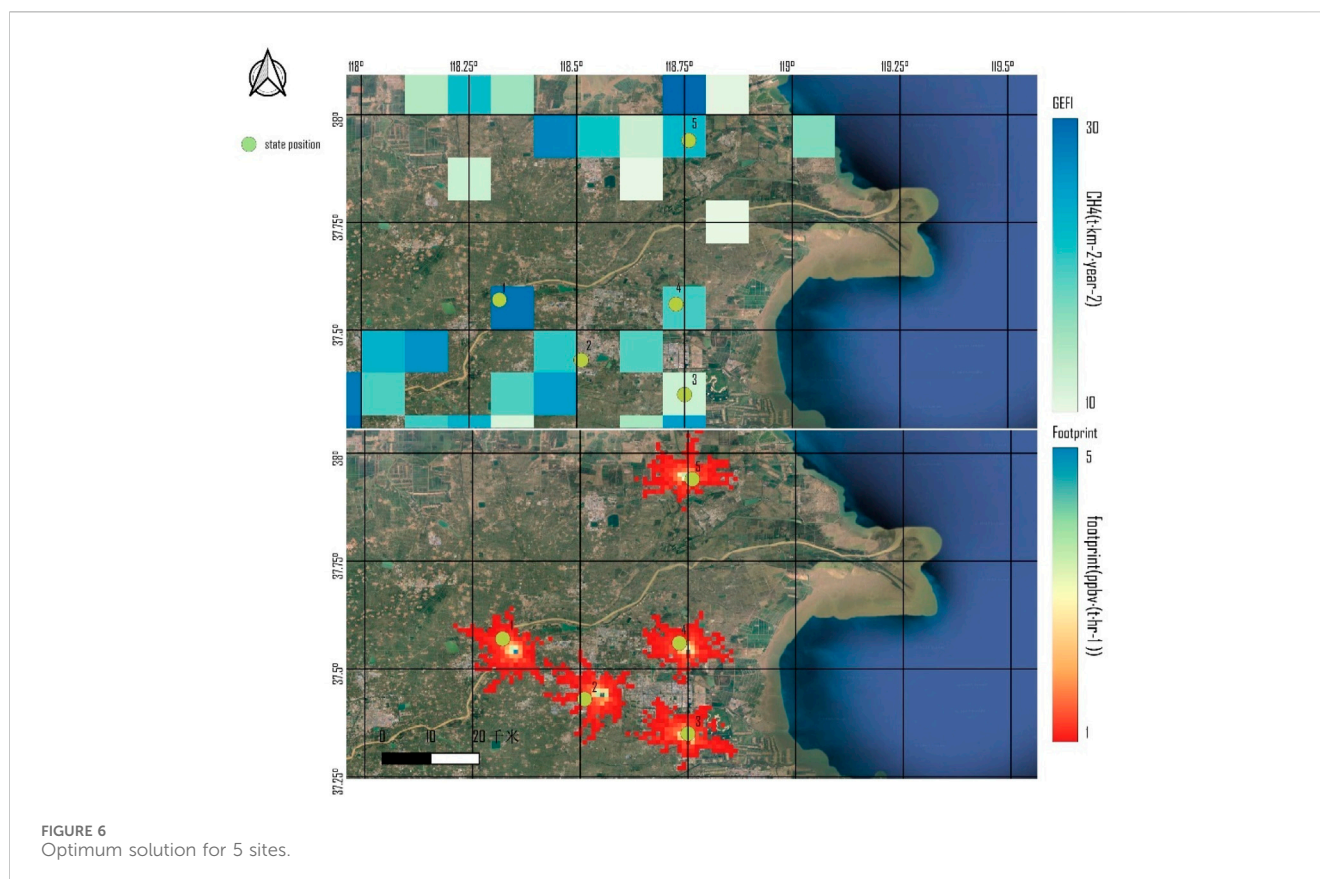 118° 118.25° 118.5° 118.75° 119° 119.25° 119.5°
state position
38°
37.75°
37.5°
5
1
4
2
3
GEFI
30
CH4(t·km-2·year-2)
10
Footprint
5
footprint(ppbv·(t·hr-1 ))
1
38°
37.75°
37.5°
37.25°
5
2
3
0 10 20 千米
FIGURE 6
Optimum solution for 5 sites.